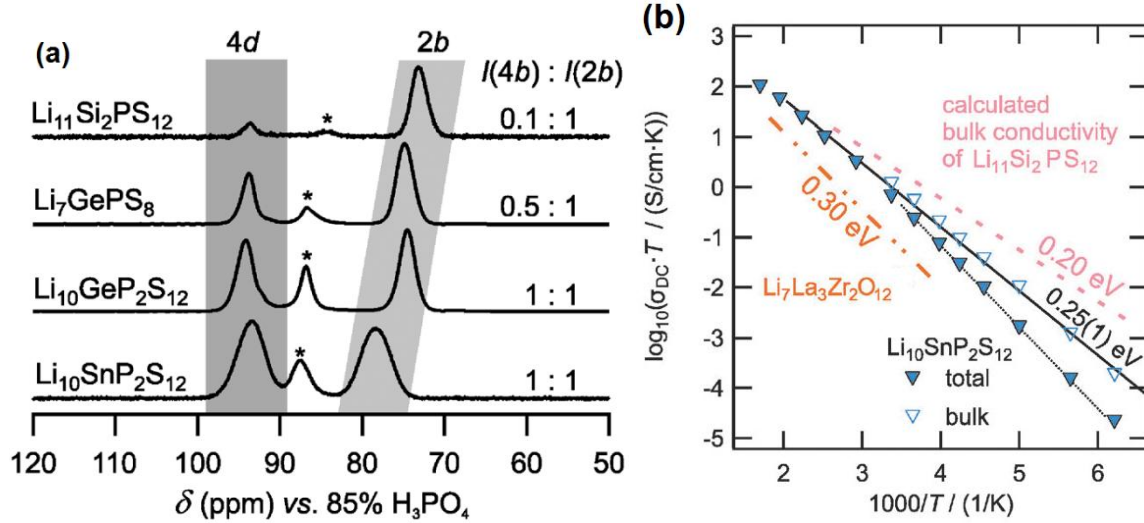 (a)
4d
2b
I(4b) : I(2b)
Li₁₁Si₂PS₁₂
*
0.1 : 1
Li₇GePS₈
*
0.5 : 1
Li₁₀GeP₂S₁₂
*
1 : 1
Li₁₀SnP₂S₁₂
*
1 : 1
120 110 100 90 80 70 60 50
δ (ppm) vs. 85% H₃PO₄
(b)
log₁₀(σDC·T / (S/cm·K))
3
2
1
0
-1
-2
-3
-4
-5
calculated
bulk conductivity
of Li₁₁Si₂PS₁₂
0.30 eV
0.20 eV
Li₇La₃Zr₂O₁₂
0.25(1) eV
Li₁₀SnP₂S₁₂
total
bulk
2 3 4 5 6
1000/T / (1/K)